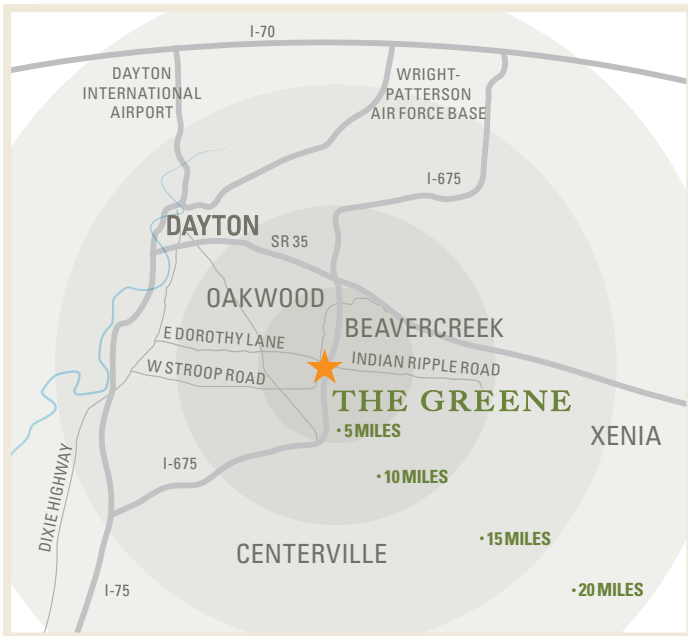 I-70
DAYTON
INTERNATIONAL
AIRPORT
WRIGHT-
PATTERSON
AIR FORCE BASE
I-675
DAYTON
SR 35
OAKWOOD
BEAVERCREEK
E DOROTHY LANE
INDIAN RIPPLE ROAD
W STROOP ROAD
THE GREENE
• 5 MILES
XENIA
I-675
• 10 MILES
DIXIE HIGHWAY
• 15 MILES
CENTERVILLE
I-75
• 20 MILES